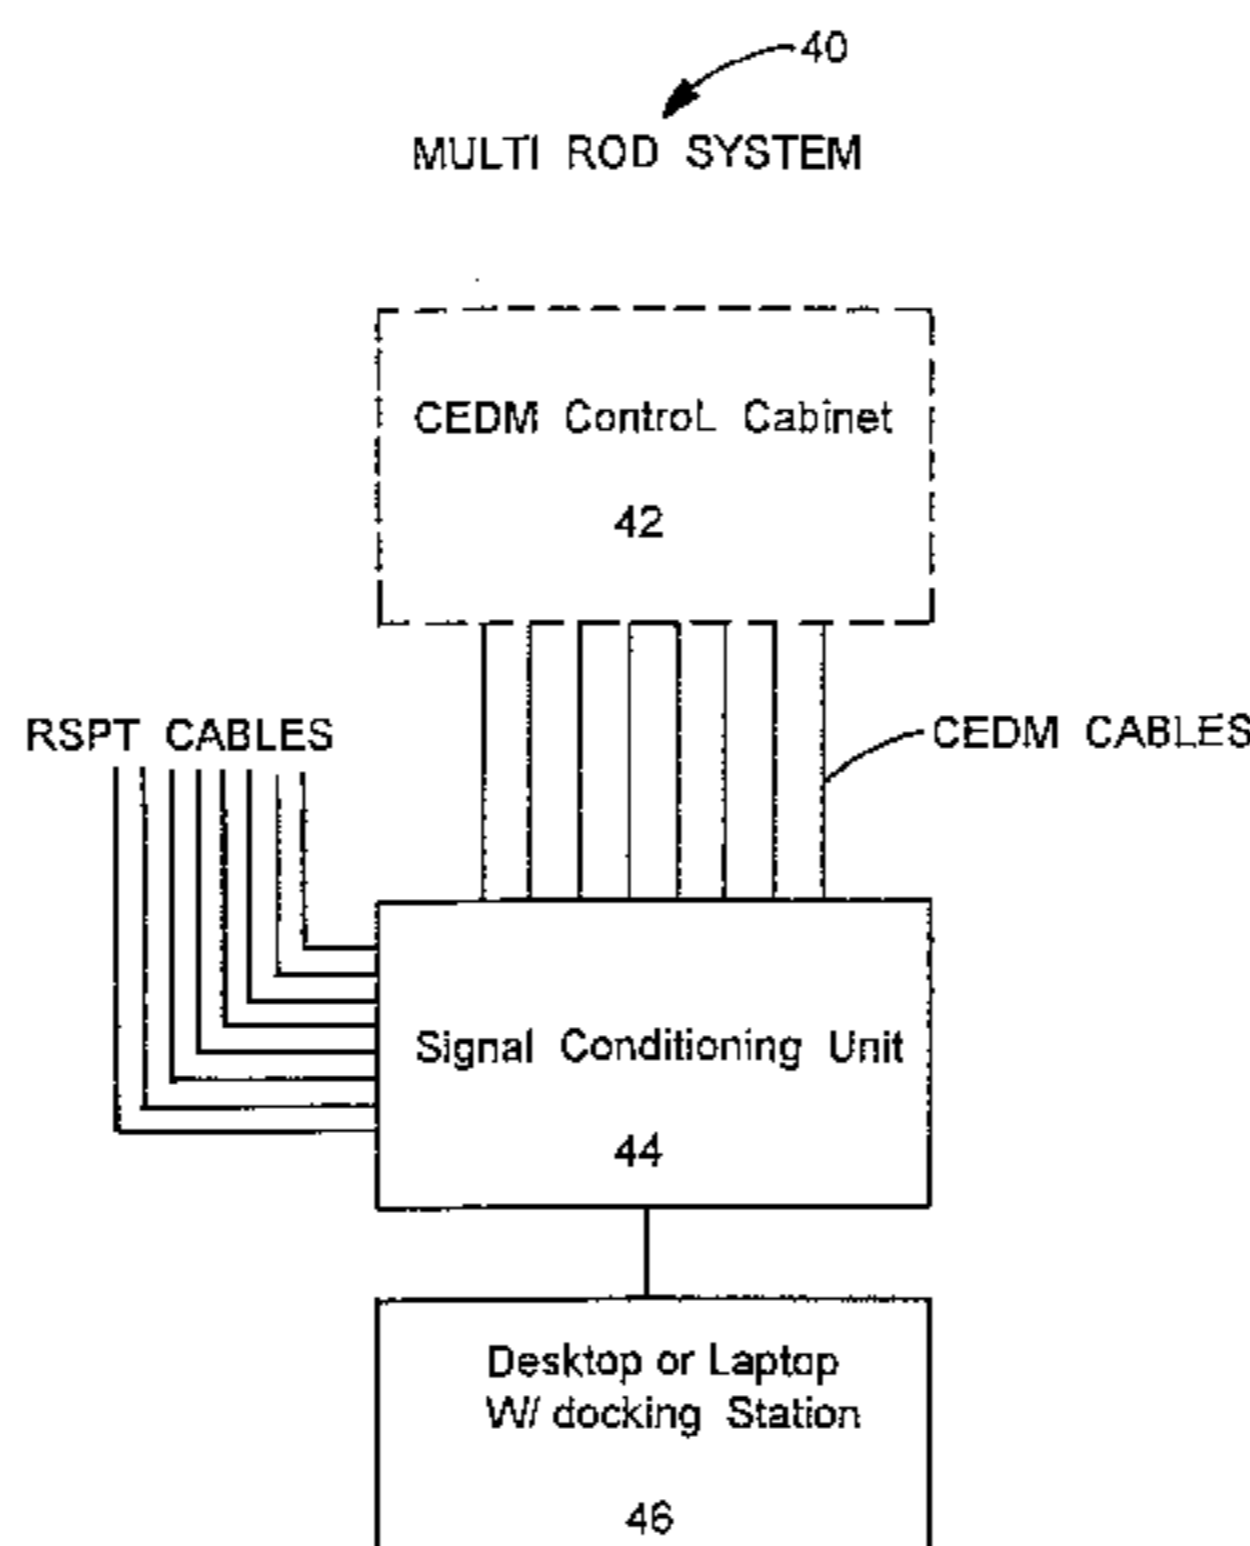 40
MULTI ROD SYSTEM
CEDM ControL Cabinet
42
RSPT CABLES
CEDM CABLES
Signal Conditioning Unit
44
Desktop or Laptop
W/ docking Station
46